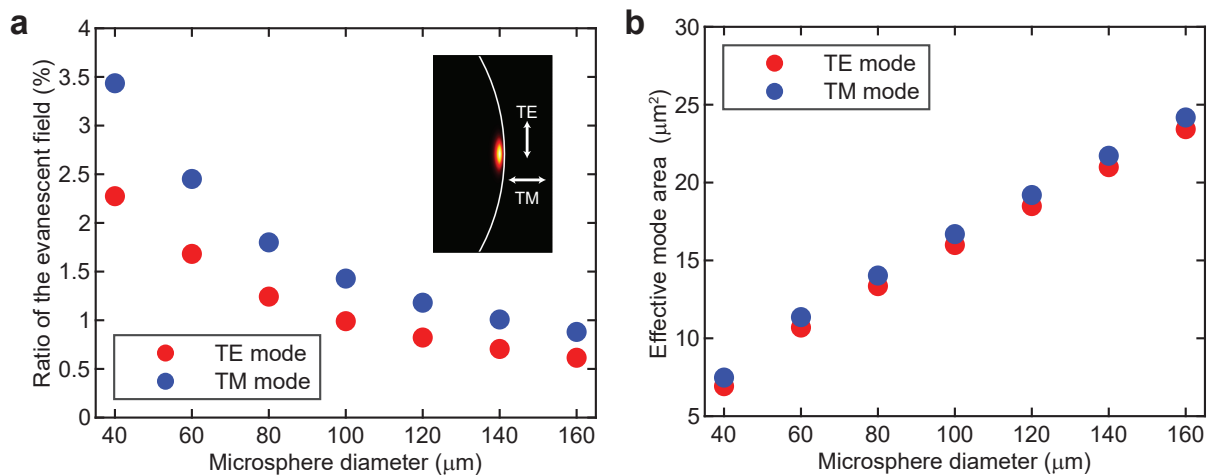 a
4
3.5
3
2.5
2
1.5
1
0.5
0
Ratio of the evanescent field (%)
TE
TM
TE mode
TM mode
40 60 80 100 120 140 160
Microsphere diameter (μm)
b
30
25
20
15
10
5
Effective mode area (μm²)
TE mode
TM mode
40 60 80 100 120 140 160
Microsphere diameter (μm)